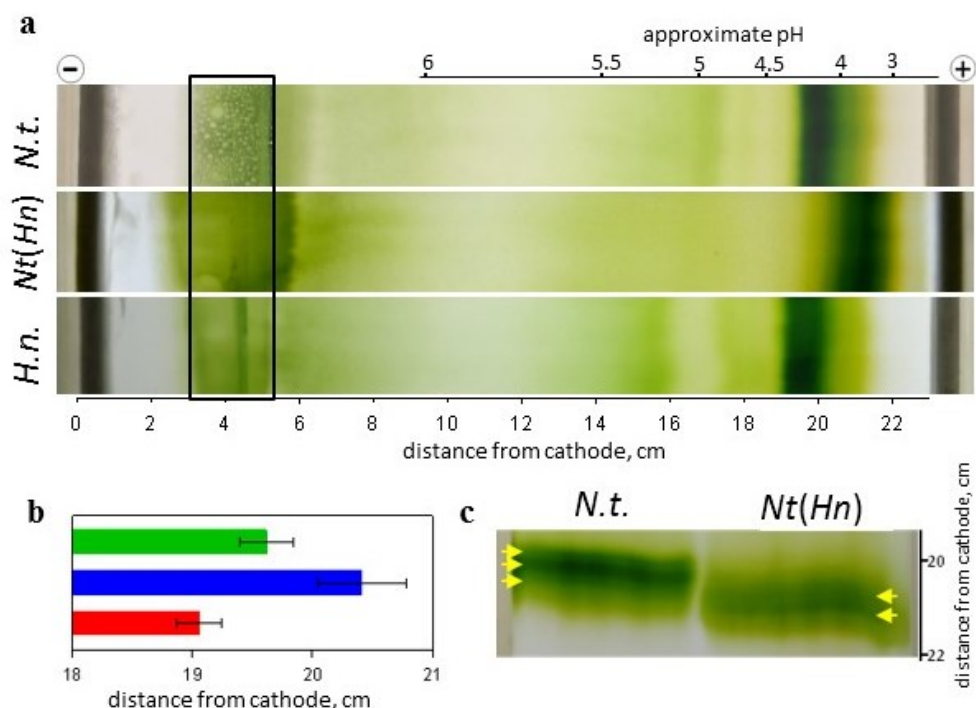 a
approximate pH
− 6 5.5 5 4.5 4 3 +
N.t.
Nt(Hn)
H.n.
0 2 4 6 8 10 12 14 16 18 20 22
distance from cathode, cm
b
18 19 20 21
distance from cathode, cm
c
N.t. Nt(Hn)
20
22
distance from cathode, cm